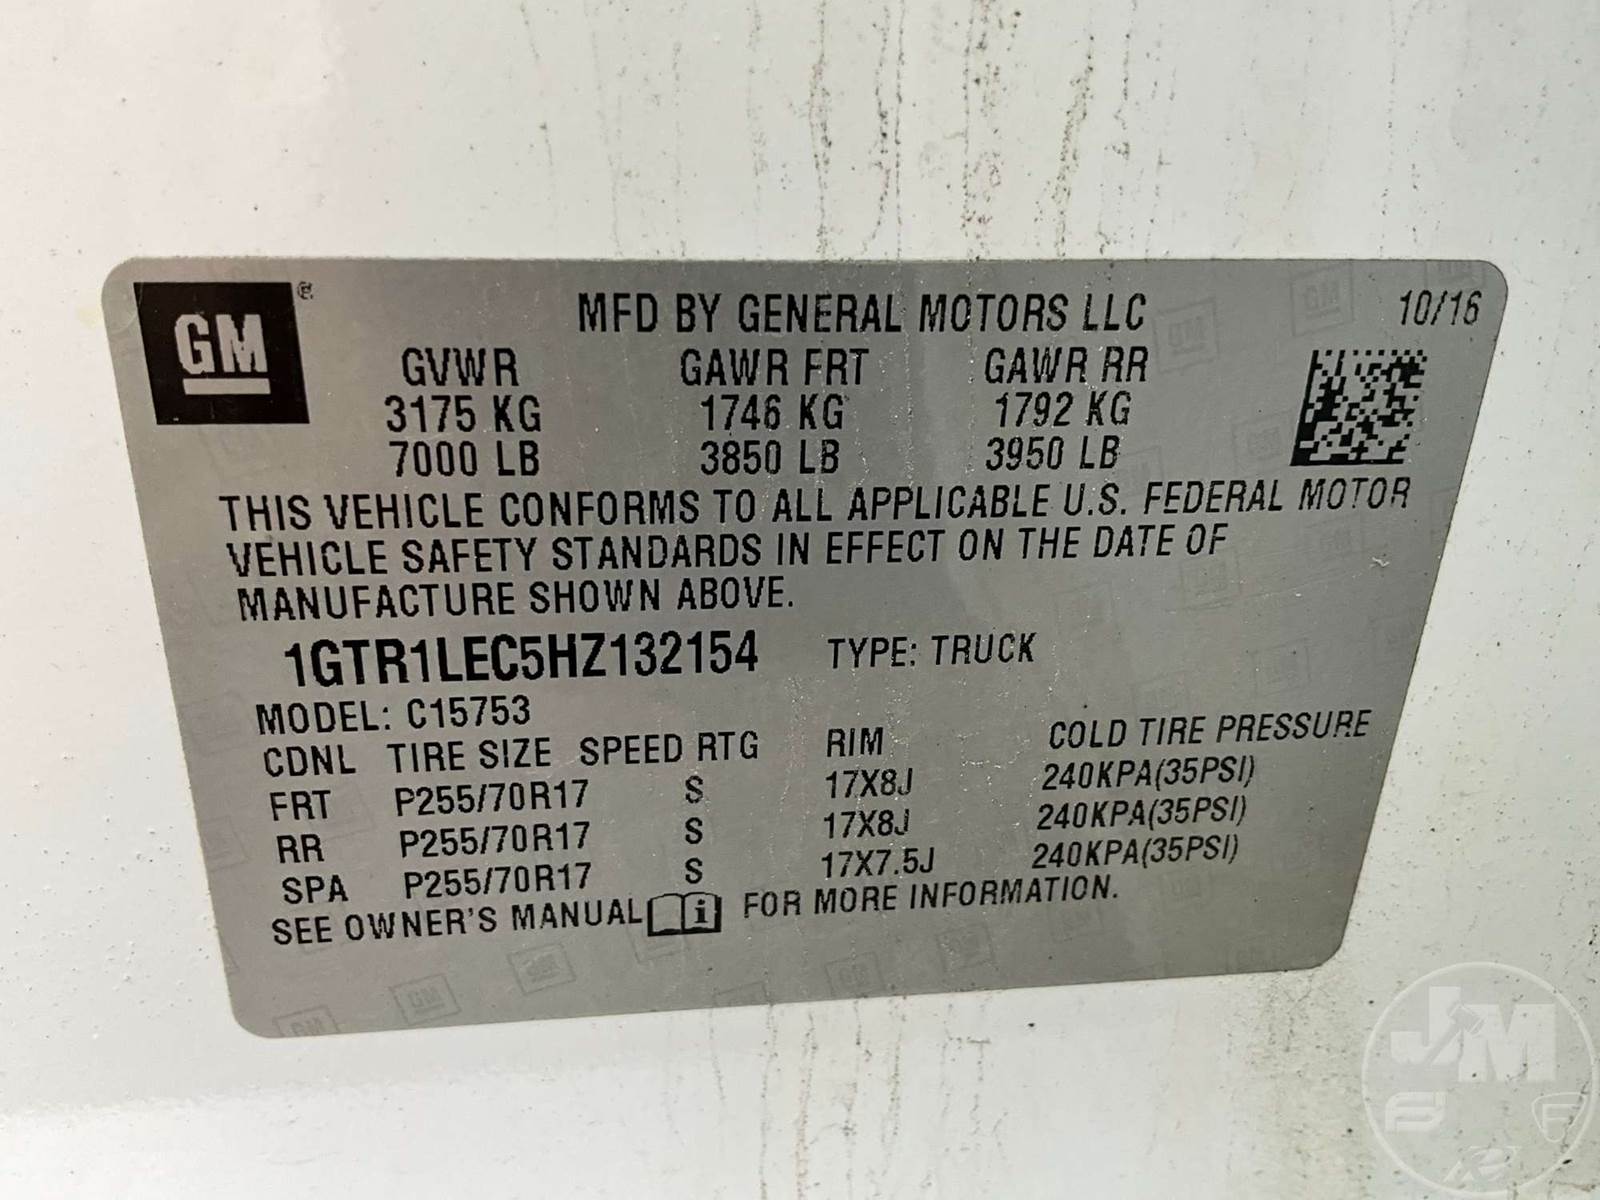 GM ®
MFD BY GENERAL MOTORS LLC 10/16
GVWR GAWR FRT GAWR RR
3175 KG 1746 KG 1792 KG
7000 LB 3850 LB 3950 LB
THIS VEHICLE CONFORMS TO ALL APPLICABLE U.S. FEDERAL MOTOR
VEHICLE SAFETY STANDARDS IN EFFECT ON THE DATE OF
MANUFACTURE SHOWN ABOVE.
1GTR1LEC5HZ132154 TYPE: TRUCK
MODEL: C15753
CDNL TIRE SIZE SPEED RTG RIM COLD TIRE PRESSURE
FRT P255/70R17 S 17X8J 240KPA(35PSI)
RR P255/70R17 S 17X8J 240KPA(35PSI)
SPA P255/70R17 S 17X7.5J 240KPA(35PSI)
SEE OWNER'S MANUAL i FOR MORE INFORMATION.
JM